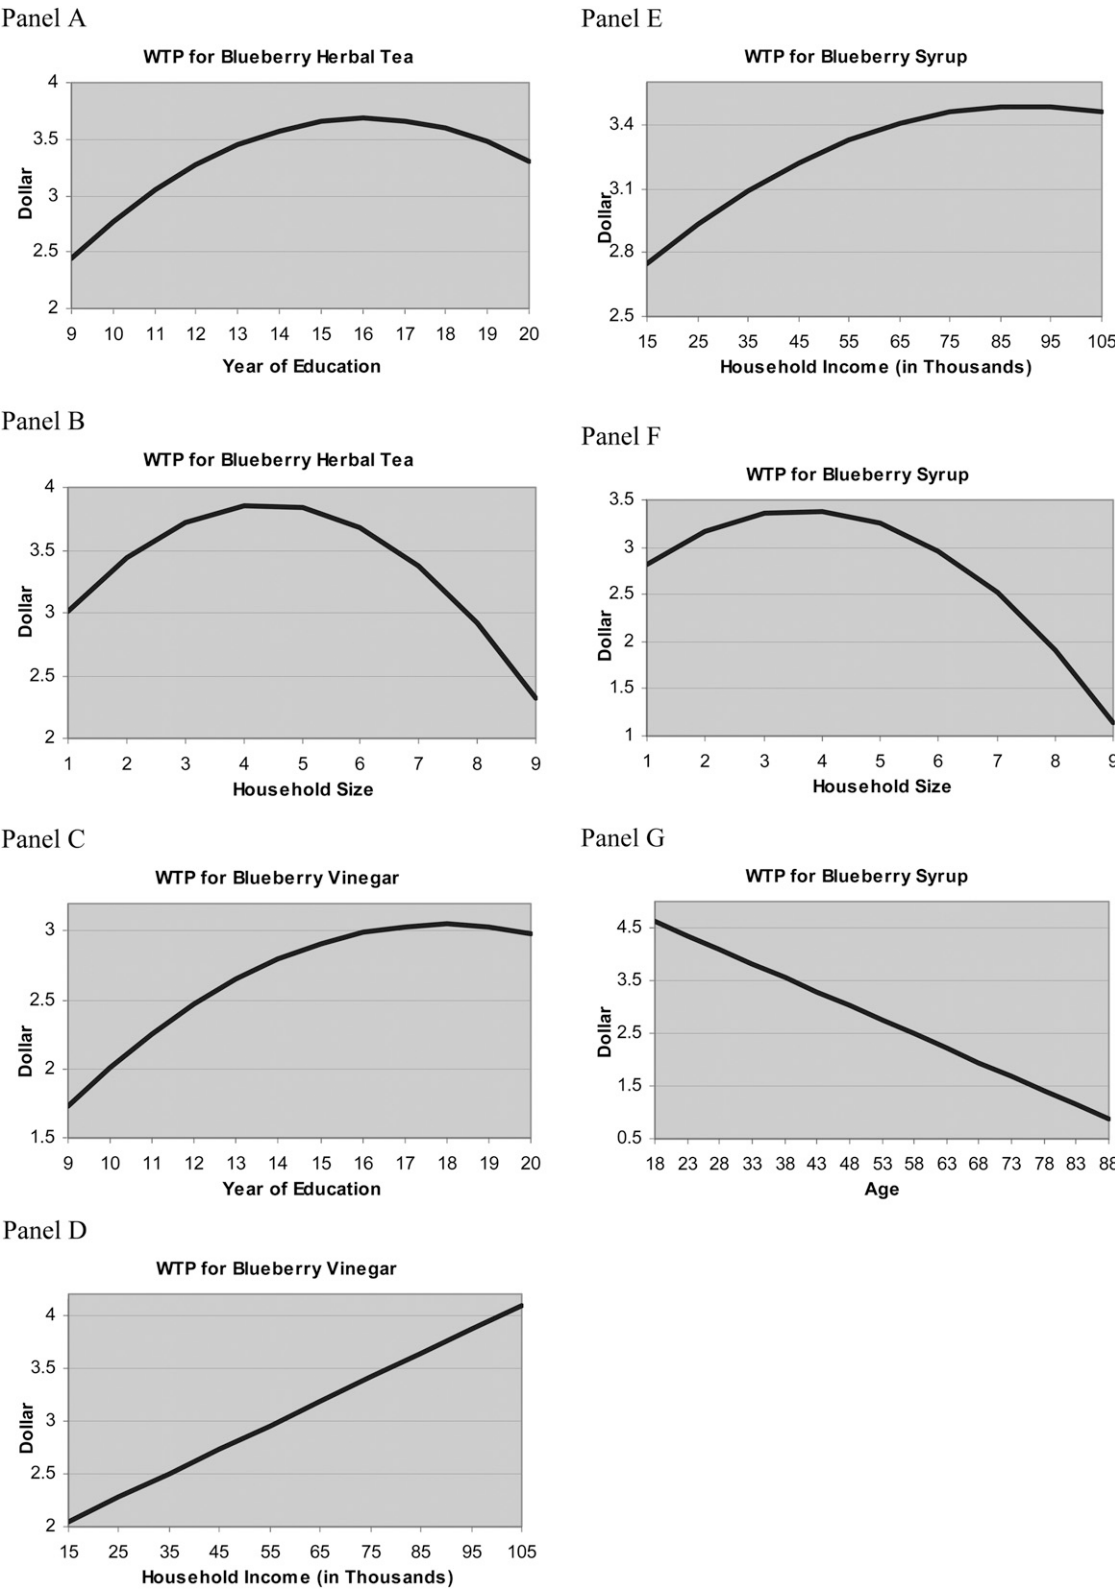 Panel A
WTP for Blueberry Herbal Tea
4
3.5
3
2.5
2
Dollar
9 10 11 12 13 14 15 16 17 18 19 20
Year of Education
Panel B
WTP for Blueberry Herbal Tea
4
3.5
3
2.5
2
Dollar
1 2 3 4 5 6 7 8 9
Household Size
Panel C
WTP for Blueberry Vinegar
3
2.5
2
1.5
Dollar
9 10 11 12 13 14 15 16 17 18 19 20
Year of Education
Panel D
WTP for Blueberry Vinegar
4
3.5
3
2.5
2
Dollar
15 25 35 45 55 65 75 85 95 105
Household Income (in Thousands)
Panel E
WTP for Blueberry Syrup
3.4
3.1
2.8
2.5
Dollar
15 25 35 45 55 65 75 85 95 105
Household Income (in Thousands)
Panel F
WTP for Blueberry Syrup
3.5
3
2.5
2
1.5
1
Dollar
1 2 3 4 5 6 7 8 9
Household Size
Panel G
WTP for Blueberry Syrup
4.5
3.5
2.5
1.5
0.5
Dollar
18 23 28 33 38 43 48 53 58 63 68 73 78 83 88
Age